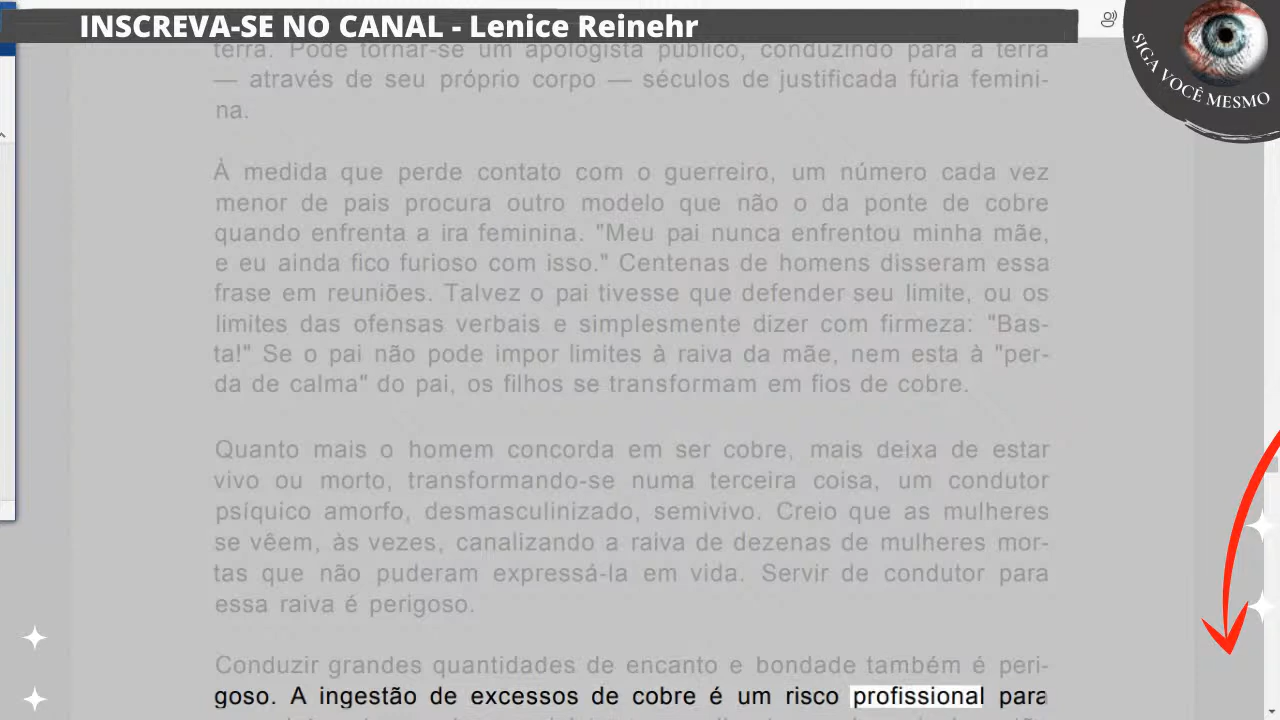 INSCREVA-SE NO CANAL - Lenice Reinehr
SIGA VOCÊ MESMO
terra. Pode tornar-se um apologista público, conduzindo para a terra
— através de seu próprio corpo — séculos de justificada fúria femini-
na.
À medida que perde contato com o guerreiro, um número cada vez
menor de pais procura outro modelo que não o da ponte de cobre
quando enfrenta a ira feminina. "Meu pai nunca enfrentou minha mãe,
e eu ainda fico furioso com isso." Centenas de homens disseram essa
frase em reuniões. Talvez o pai tivesse que defender seu limite, ou os
limites das ofensas verbais e simplesmente dizer com firmeza: "Bas-
ta!" Se o pai não pode impor limites à raiva da mãe, nem esta à "per-
da de calma" do pai, os filhos se transformam em fios de cobre.
Quanto mais o homem concorda em ser cobre, mais deixa de estar
vivo ou morto, transformando-se numa terceira coisa, um condutor
psíquico amorfo, desmasculinizado, semivivo. Creio que as mulheres
se vêem, às vezes, canalizando a raiva de dezenas de mulheres mor-
tas que não puderam expressá-la em vida. Servir de condutor para
essa raiva é perigoso.
Conduzir grandes quantidades de encanto e bondade também é peri-
goso. A ingestão de excessos de cobre é um risco profissional para